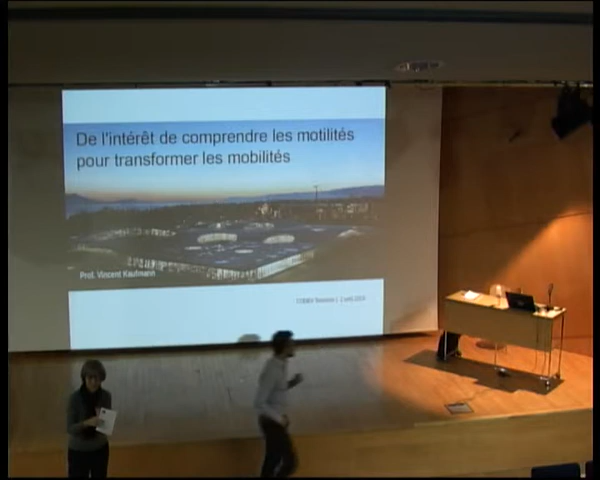 De l'intérêt de comprendre les motilités
pour transformer les mobilités
Prof. Vincent Kaufmann